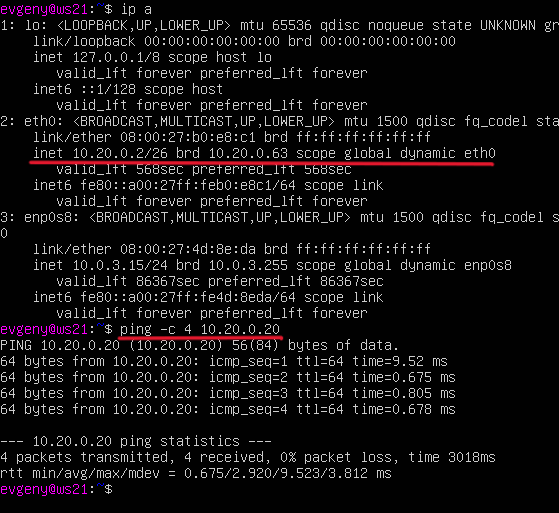 evgeny@ws21:~$ ip a
1: lo: <LOOPBACK,UP,LOWER_UP> mtu 65536 qdisc noqueue state UNKNOWN gr
link/loopback 00:00:00:00:00:00 brd 00:00:00:00:00:00
inet 127.0.0.1/8 scope host lo
valid_lft forever preferred_lft forever
inet6 ::1/128 scope host
valid_lft forever preferred_lft forever
2: eth0: <BROADCAST,MULTICAST,UP,LOWER_UP> mtu 1500 qdisc fq_codel sta
link/ether 08:00:27:b0:e8:c1 brd ff:ff:ff:ff:ff:ff
inet 10.20.0.2/26 brd 10.20.0.63 scope global dynamic eth0
valid_lft 568sec preferred_lft 568sec
inet6 fe80::a00:27ff:feb0:e8c1/64 scope link
valid_lft forever preferred_lft forever
3: enp0s8: <BROADCAST,MULTICAST,UP,LOWER_UP> mtu 1500 qdisc fq_codel s
0
link/ether 08:00:27:4d:8e:da brd ff:ff:ff:ff:ff:ff
inet 10.0.3.15/24 brd 10.0.3.255 scope global dynamic enp0s8
valid_lft 86367sec preferred_lft 86367sec
inet6 fe80::a00:27ff:fe4d:8eda/64 scope link
valid_lft forever preferred_lft forever
evgeny@ws21:~$ ping -c 4 10.20.0.20
PING 10.20.0.20 (10.20.0.20) 56(84) bytes of data.
64 bytes from 10.20.0.20: icmp_seq=1 ttl=64 time=9.52 ms
64 bytes from 10.20.0.20: icmp_seq=2 ttl=64 time=0.675 ms
64 bytes from 10.20.0.20: icmp_seq=3 ttl=64 time=0.805 ms
64 bytes from 10.20.0.20: icmp_seq=4 ttl=64 time=0.678 ms
--- 10.20.0.20 ping statistics ---
4 packets transmitted, 4 received, 0% packet loss, time 3018ms
rtt min/avg/max/mdev = 0.675/2.920/9.523/3.812 ms
evgeny@ws21:~$